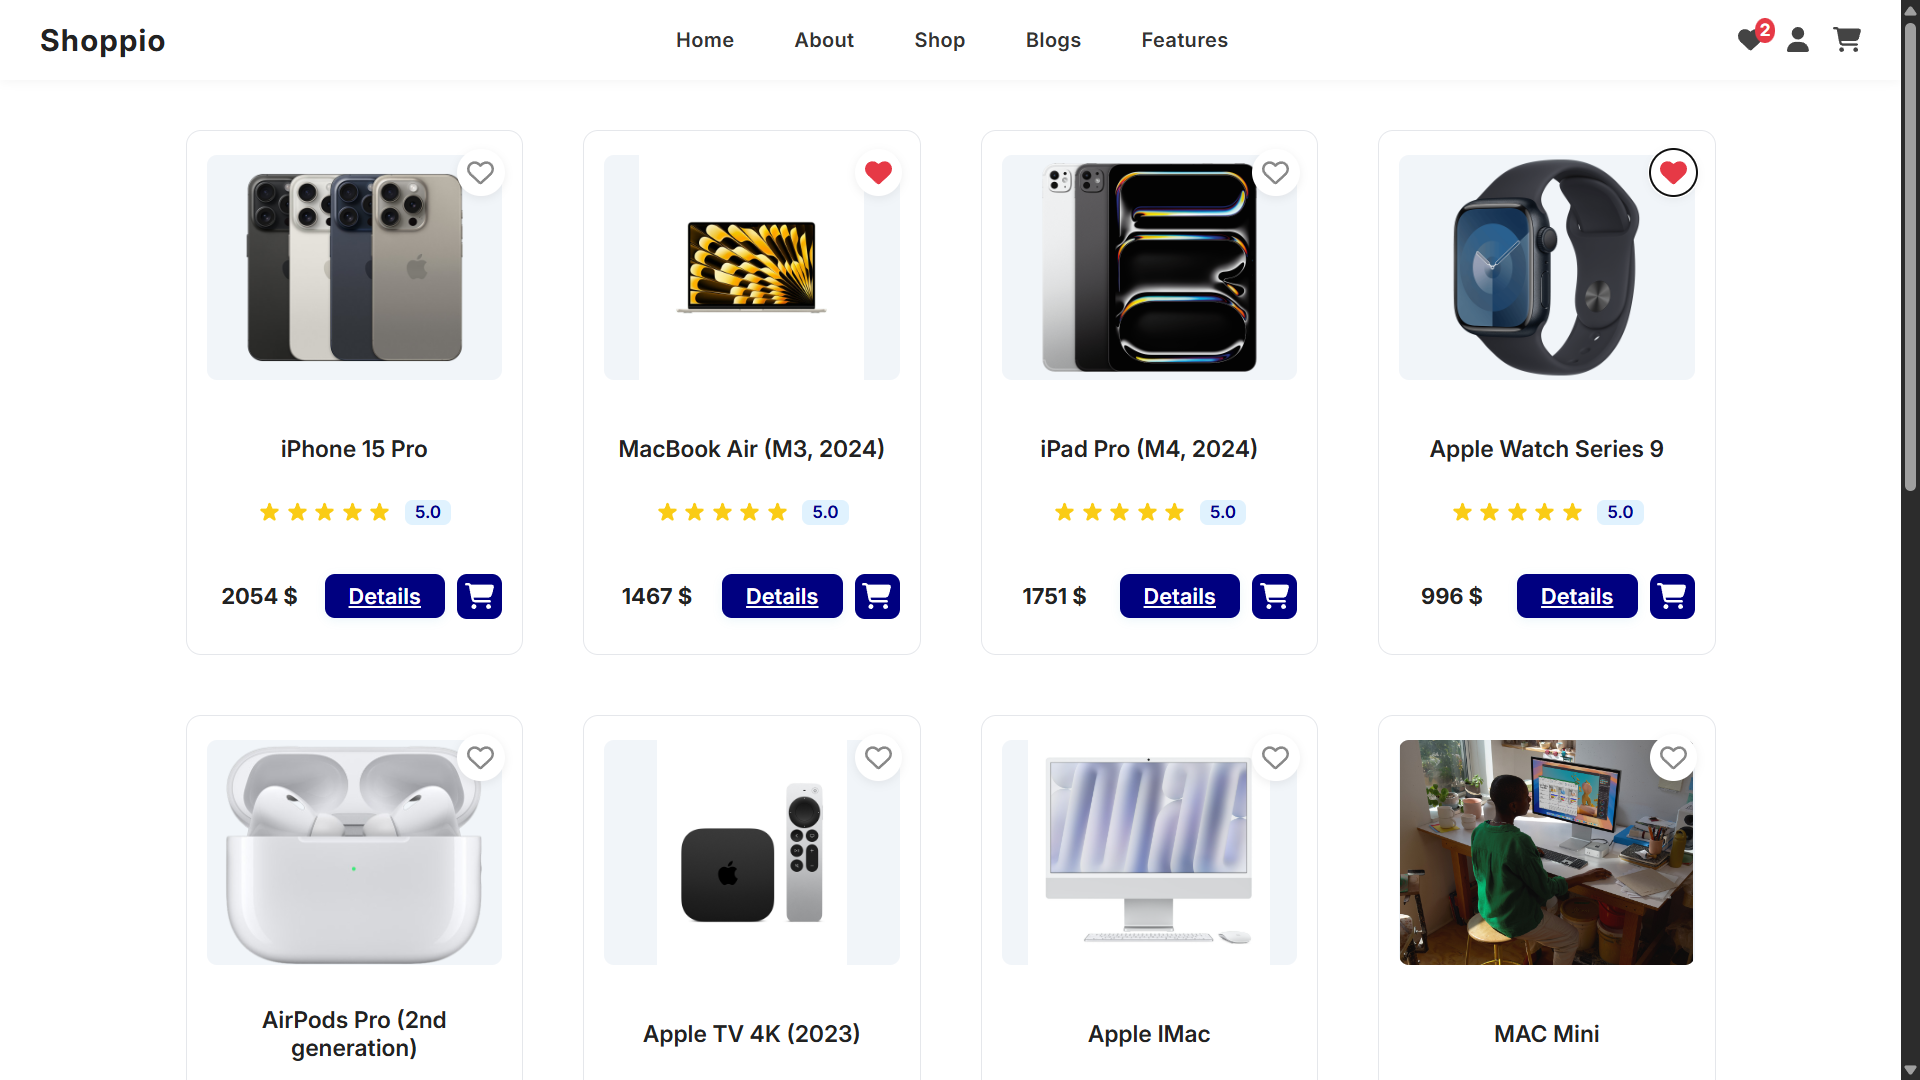 Shoppio
Home
About
Shop
Blogs
Features
2
iPhone 15 Pro
5.0
2054 $
Details
MacBook Air (M3, 2024)
5.0
1467 $
Details
iPad Pro (M4, 2024)
5.0
1751 $
Details
Apple Watch Series 9
5.0
996 $
Details
AirPods Pro (2nd
generation)
Apple TV 4K (2023)
Apple IMac
MAC Mini